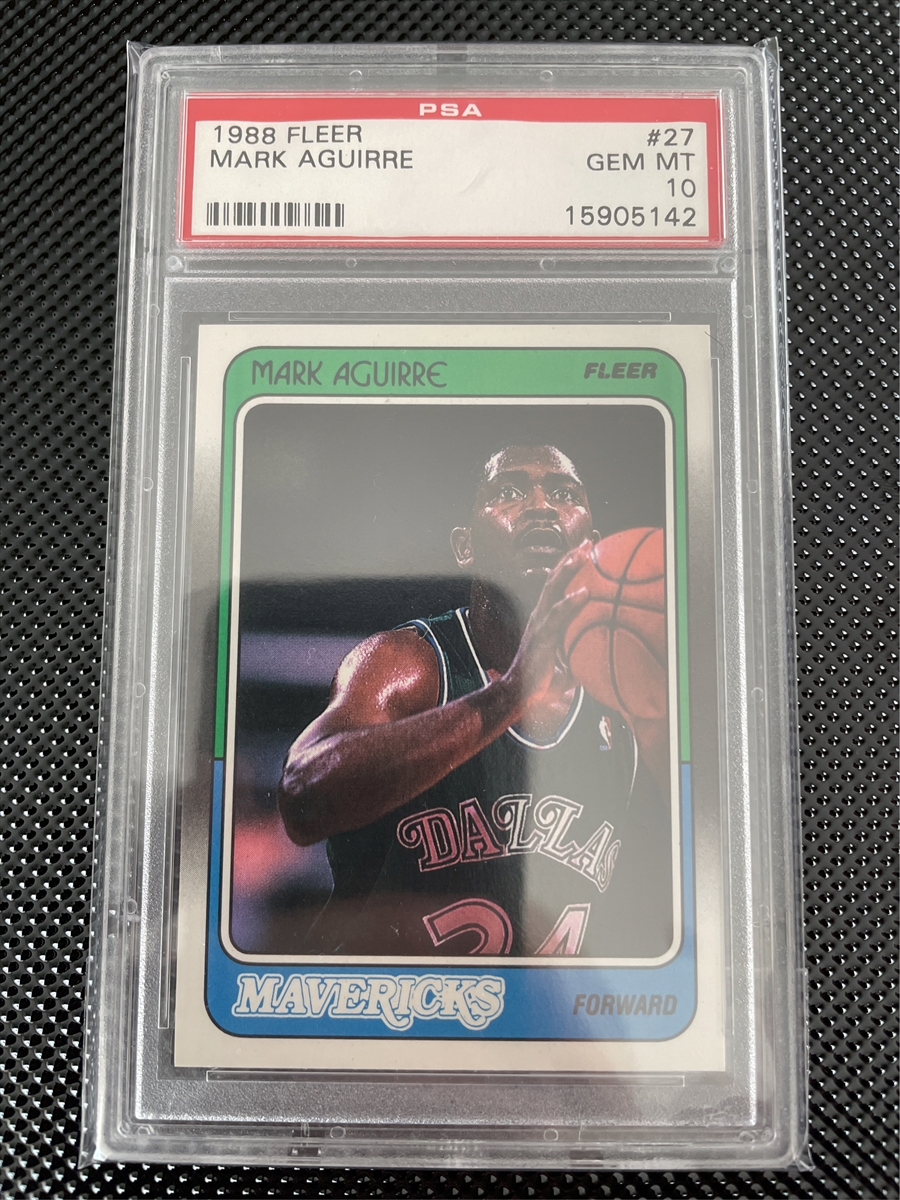 PSA
1988 FLEER #27
MARK AGUIRRE GEM MT
10
15905142
MARK AGUIRRE FLEER
DALLAS
24
MAVERICKS FORWARD